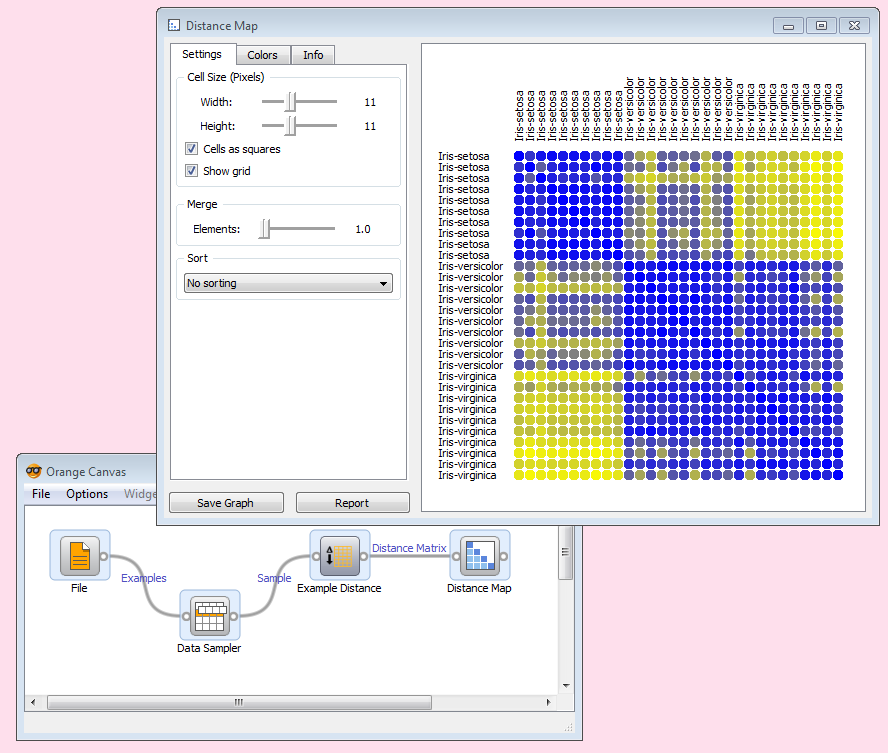 Distance Map
Settings
Colors
Info
Cell Size (Pixels)
Width: 11
Height: 11
Cells as squares
Show grid
Merge
Elements: 1.0
Sort
No sorting
Save Graph
Report
Iris-setosa
Iris-setosa
Iris-setosa
Iris-setosa
Iris-setosa
Iris-setosa
Iris-setosa
Iris-setosa
Iris-setosa
Iris-setosa
Iris-versicolor
Iris-versicolor
Iris-versicolor
Iris-versicolor
Iris-versicolor
Iris-versicolor
Iris-versicolor
Iris-versicolor
Iris-versicolor
Iris-versicolor
Iris-virginica
Iris-virginica
Iris-virginica
Iris-virginica
Iris-virginica
Iris-virginica
Iris-virginica
Iris-virginica
Iris-virginica
Iris-virginica
Iris-setosa
Iris-setosa
Iris-setosa
Iris-setosa
Iris-setosa
Iris-setosa
Iris-setosa
Iris-setosa
Iris-setosa
Iris-setosa
Iris-versicolor
Iris-versicolor
Iris-versicolor
Iris-versicolor
Iris-versicolor
Iris-versicolor
Iris-versicolor
Iris-versicolor
Iris-versicolor
Iris-versicolor
Iris-virginica
Iris-virginica
Iris-virginica
Iris-virginica
Iris-virginica
Iris-virginica
Iris-virginica
Iris-virginica
Iris-virginica
Iris-virginica
Orange Canvas
File Options Widge
File
Examples
Data Sampler
Sample
Example Distance
Distance Matrix
Distance Map